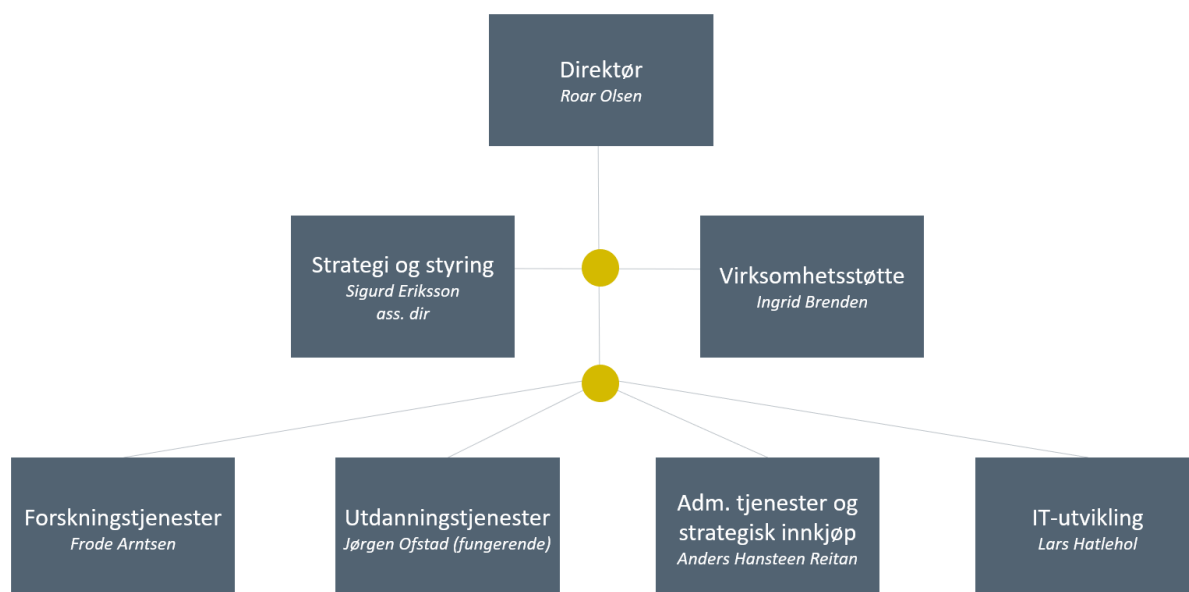 Direktør
Roar Olsen
Strategi og styring
Sigurd Eriksson
ass. dir
Virksomhetsstøtte
Ingrid Brenden
Forskningstjenester
Frode Arntsen
Utdanningstjenester
Jørgen Ofstad (fungerende)
Adm. tjenester og
strategisk innkjøp
Anders Hansteen Reitan
IT-utvikling
Lars Hatlehol